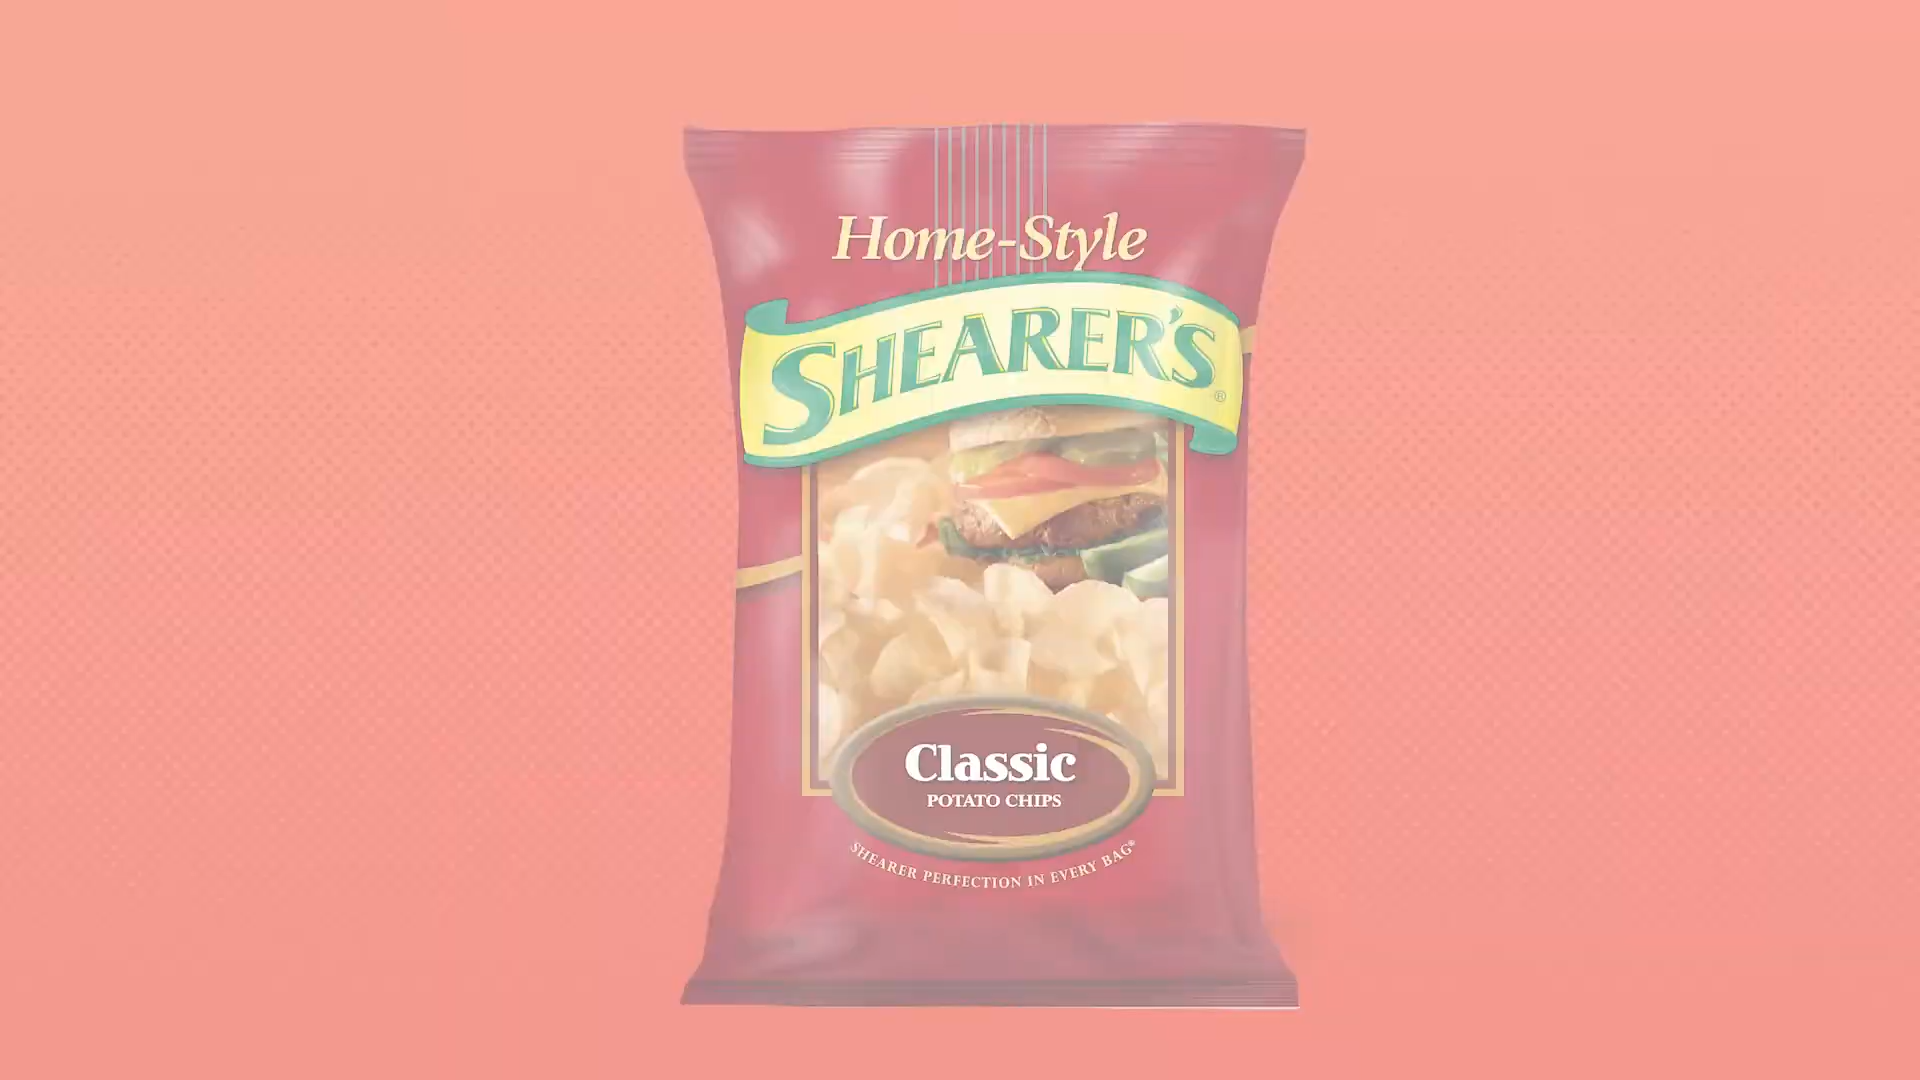 Home-Style
SHEARER'S®
Classic
POTATO CHIPS
SHEARER PERFECTION IN EVERY BAG®